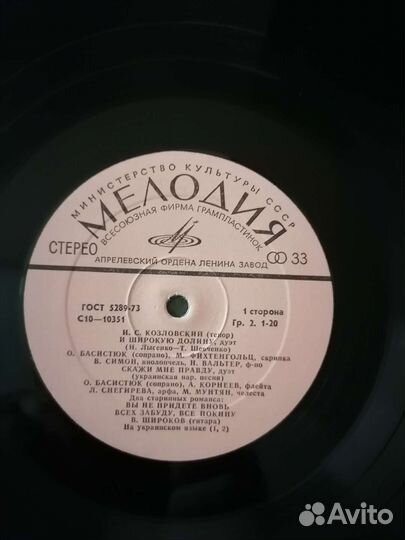 МИНИСТЕРСТВО КУЛЬТУРЫ СССР
МЕЛОДИЯ
ВСЕСОЮЗНАЯ ФИРМА ГРАМПЛАСТИНОК
СТЕРЕО
33
АПРЕЛЕВСКИЙ ОРДЕНА ЛЕНИНА ЗАВОД
ГОСТ 5289-73
С10—10351
1 сторона
Гр. 2. 1-20
И. С. КОЗЛОВСКИЙ (тенор)
И ШИРОКУЮ ДОЛИНУ, дуэт
(Н. Лысенко—Т. Шевченко)
О. БАСИСТЮК (сопрано), М. ФИХТЕНГОЛЬЦ, скрипка
В. СИМОН, виолончель, Н. ВАЛЬТЕР, ф-но
СКАЖИ МНЕ ПРАВДУ, дуэт
(украинская нар. песня)
О. БАСИСТЮК (сопрано), А. КОРНЕЕВ, флейта
Л. СНЕГИРЕВА, арфа, М. МУНТЯН, челеста
Два старинных романса:
ВЫ НЕ ПРИДЕТЕ ВНОВЬ
ВСЕХ ЗАБУДУ, ВСЕ ПОКИНУ
В. ШИРОКОВ (гитара)
На украинском языке (1, 2)
Avito